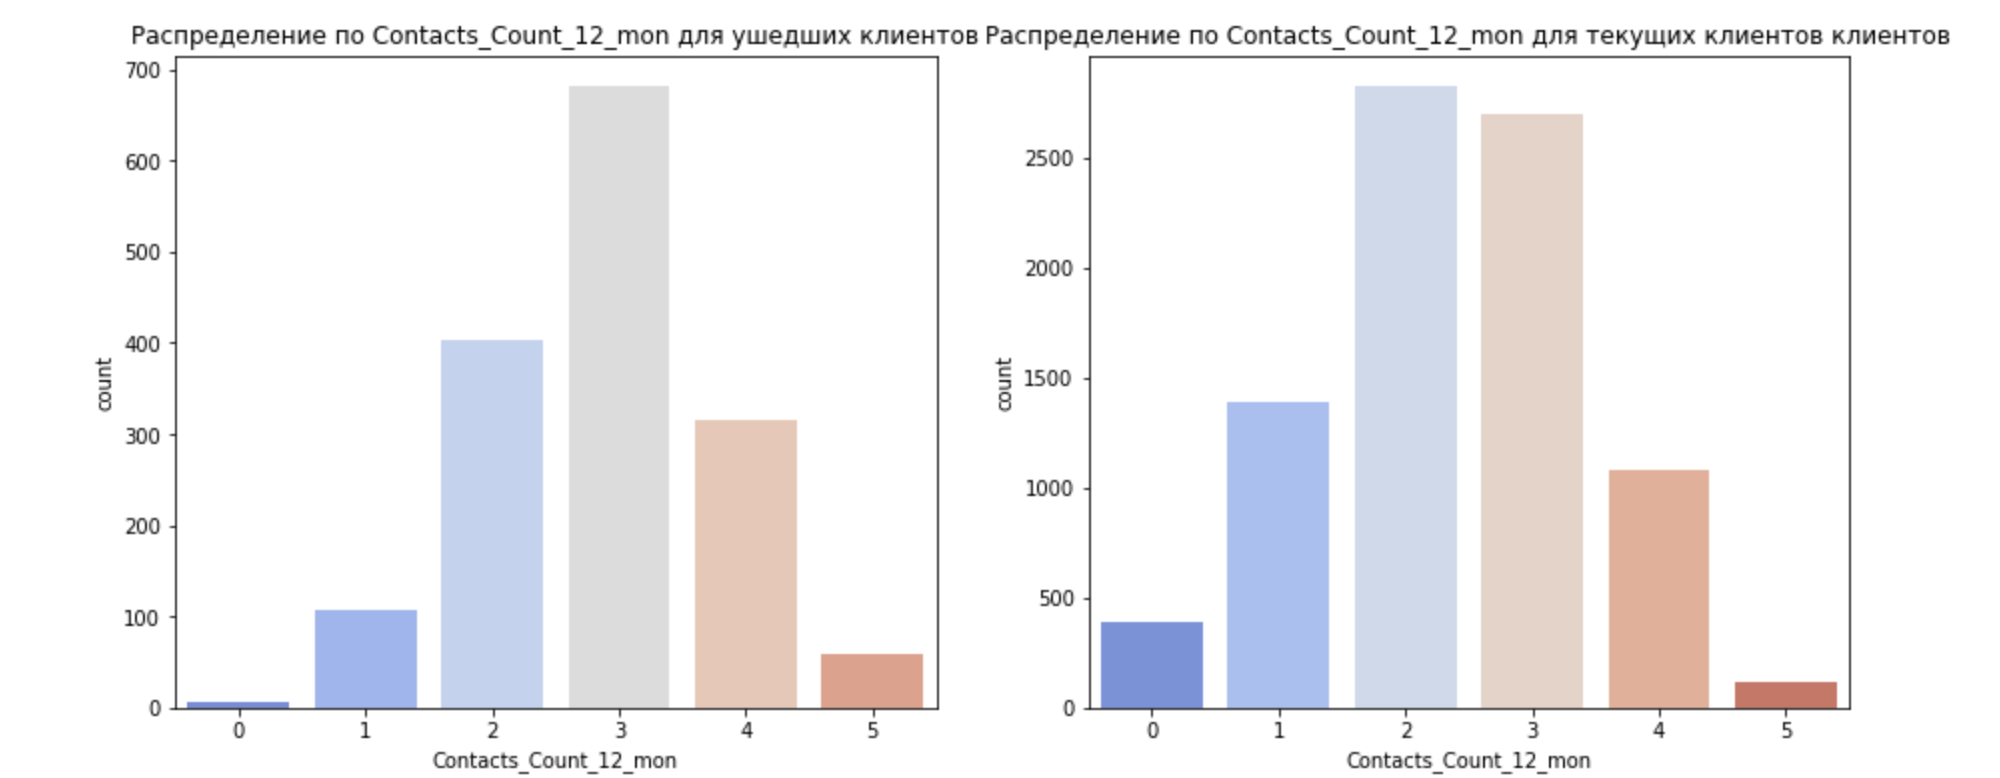 Распределение по Contacts_Count_12_mon для ушедших клиентов
700
600
500
400
300
200
100
0
count
0 1 2 3 4 5
Contacts_Count_12_mon
Распределение по Contacts_Count_12_mon для текущих клиентов клиентов
2500
2000
1500
1000
500
0
count
0 1 2 3 4 5
Contacts_Count_12_mon